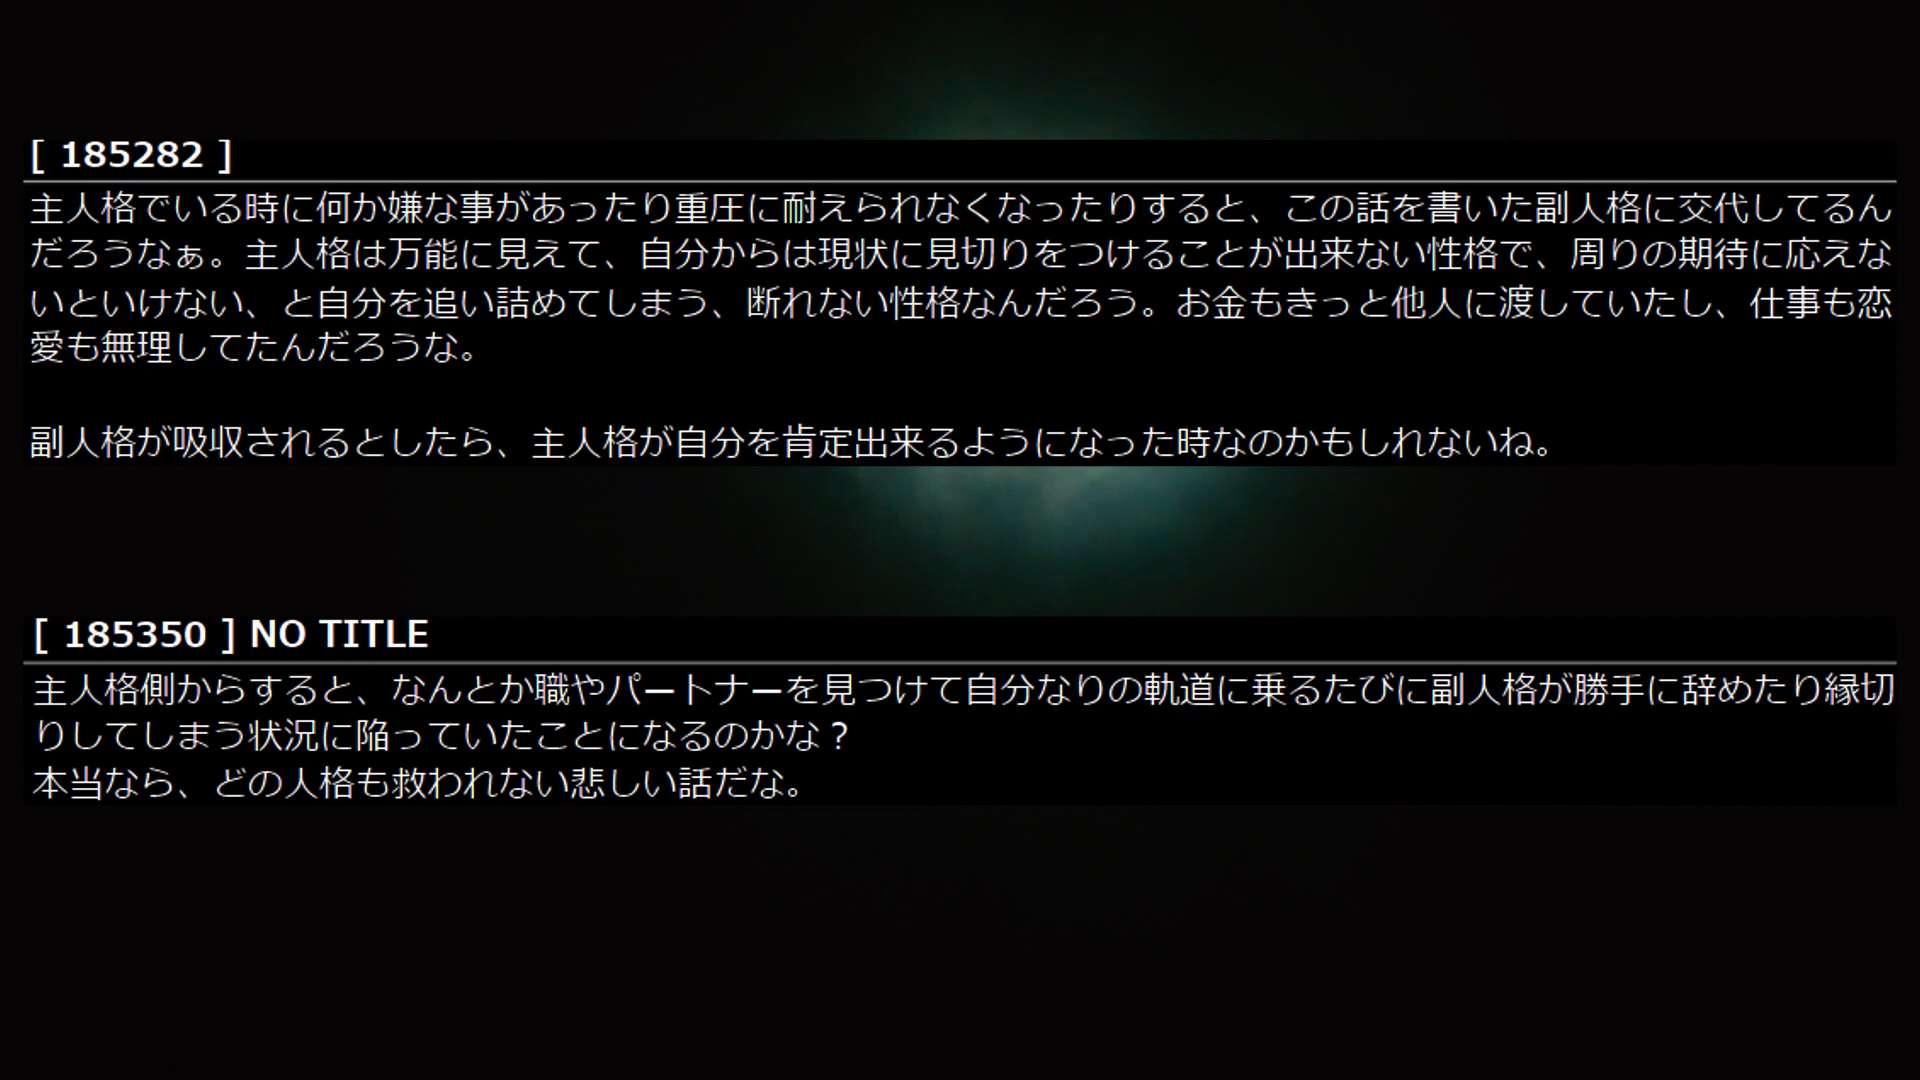 [ 185282 ]
主人格でいる時に何か嫌な事があったり重圧に耐えられなくなったりすると、この話を書いた副人格に交代してるん
だろうなぁ。主人格は万能に見えて、自分からは現状に見切りをつけることが出来ない性格で、周りの期待に応えな
いといけない、と自分を追い詰めてしまう、断れない性格なんだろう。お金もきっと他人に渡していたし、仕事も恋
愛も無理してたんだろうな。
副人格が吸収されるとしたら、主人格が自分を肯定出来るようになった時なのかもしれないね。
[ 185350 ] NO TITLE
主人格側からすると、なんとか職やパートナーを見つけて自分なりの軌道に乗るたびに副人格が勝手に辞めたり縁切
りしてしまう状況に陥っていたことになるのかな？
本当なら、どの人格も救われない悲しい話だな。